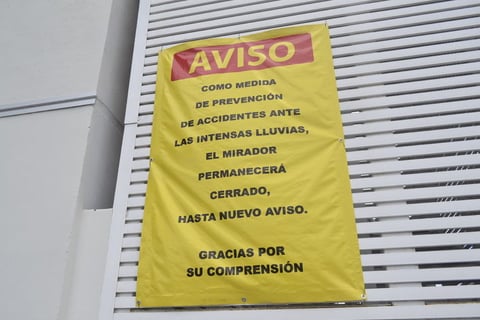 AVISO
COMO MEDIDA
DE PREVENCIÓN
DE ACCIDENTES ANTE
LAS INTENSAS LLUVIAS,
EL MIRADOR
PERMANECERÁ
CERRADO,
HASTA NUEVO AVISO.
GRACIAS POR
SU COMPRENSIÓN